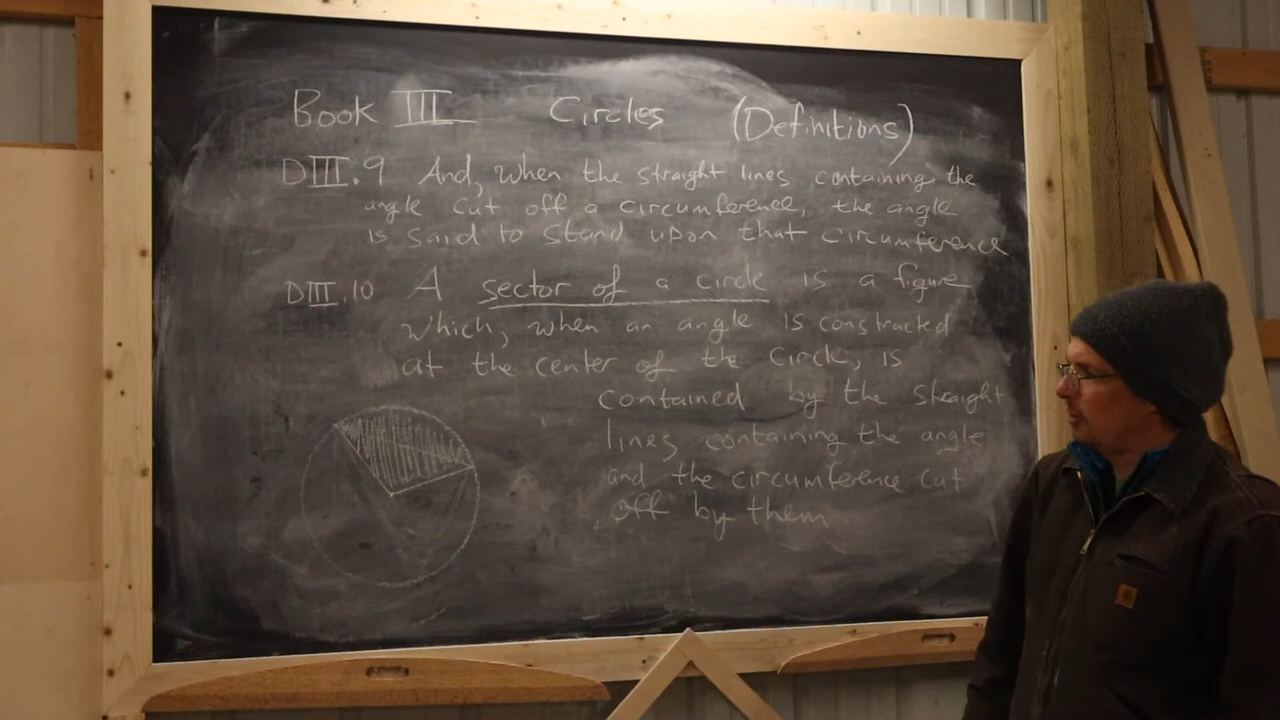 Book III Circles (Definitions)
DIII.9 And, when the straight lines containing the
angle cut off a circumference, the angle
is said to stand upon that circumference
DIII.10 A sector of a circle is a figure
which, when an angle is constructed
at the center of the circle, is
contained by the straight
lines containing the angle
and the circumference cut
off by them